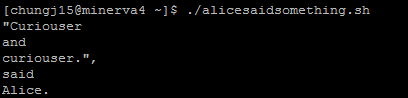 [chungj15@minerva4 ~]$ ./alicesaidsomething.sh
"Curiouser
and
curiouser.",
said
Alice.